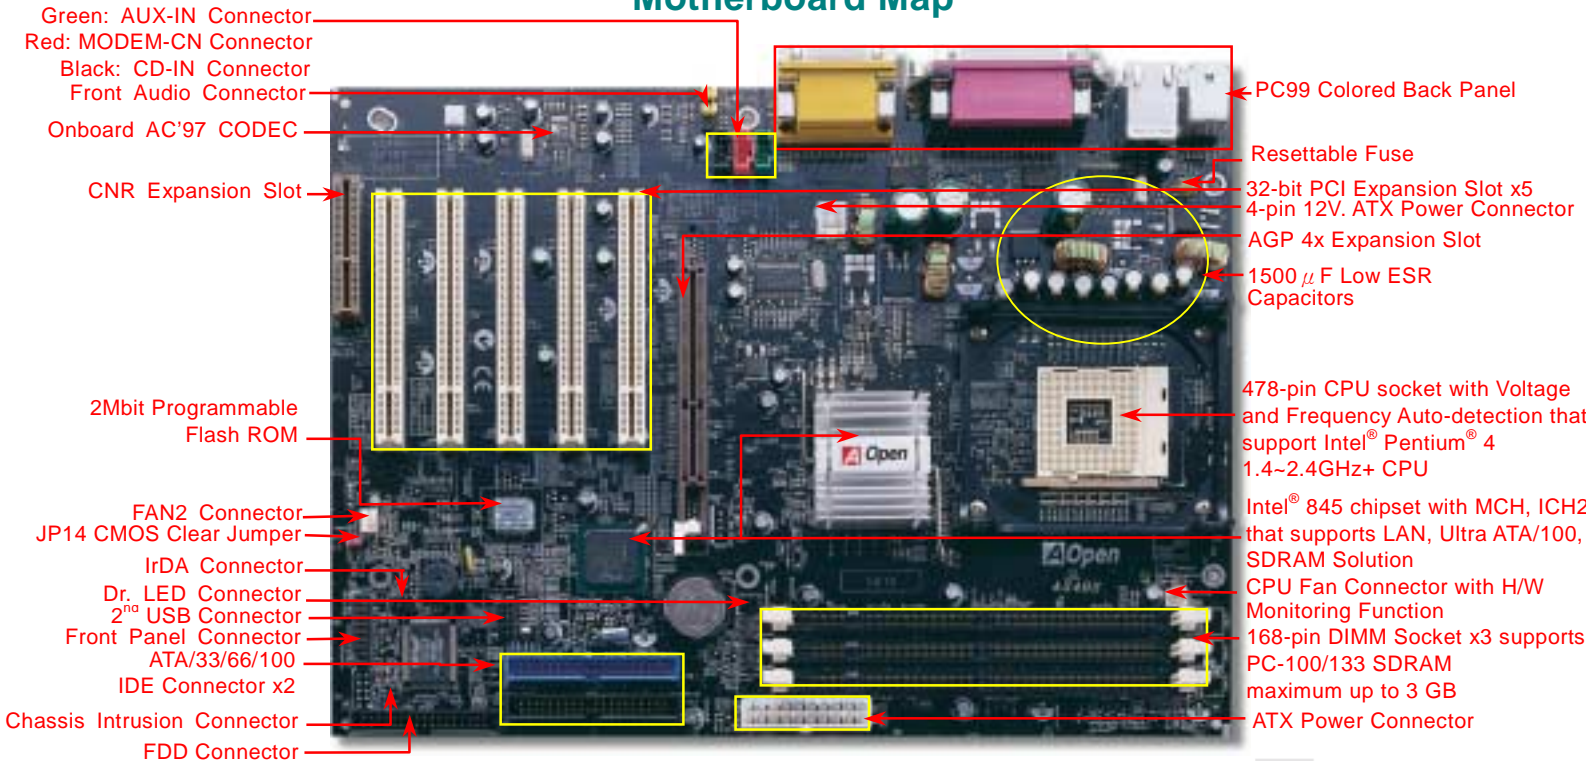 Motherboard Map
Green: AUX-IN Connector
Red: MODEM-CN Connector
Black: CD-IN Connector
Front Audio Connector
Onboard AC'97 CODEC
CNR Expansion Slot
2Mbit Programmable
Flash ROM
FAN2 Connector
JP14 CMOS Clear Jumper
IrDA Connector
Dr. LED Connector
2nd USB Connector
Front Panel Connector
ATA/33/66/100
IDE Connector x2
Chassis Intrusion Connector
FDD Connector
PC99 Colored Back Panel
Resettable Fuse
32-bit PCI Expansion Slot x5
4-pin 12V. ATX Power Connector
AGP 4x Expansion Slot
1500 μ F Low ESR
Capacitors
478-pin CPU socket with Voltage
and Frequency Auto-detection that
support Intel® Pentium® 4
1.4~2.4GHz+ CPU
Intel® 845 chipset with MCH, ICH2
that supports LAN, Ultra ATA/100,
SDRAM Solution
CPU Fan Connector with H/W
Monitoring Function
168-pin DIMM Socket x3 supports
PC-100/133 SDRAM
maximum up to 3 GB
ATX Power Connector
AOpen
AOpen